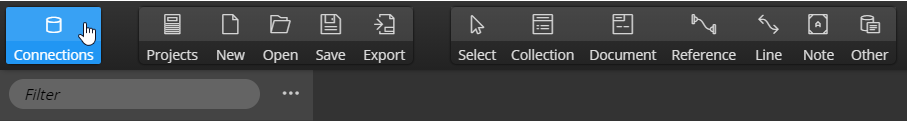 Connections Projects New Open Save Export Select Collection Document Reference Line Note Other
Filter